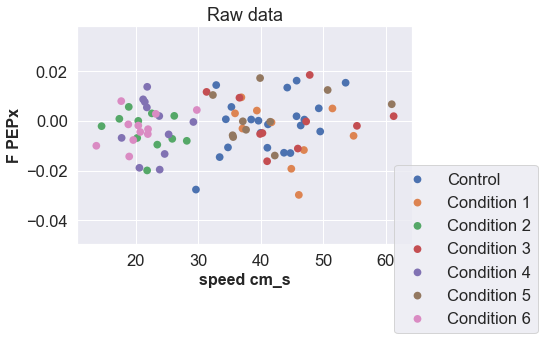 Raw data
F PEPx
0.02
0.00
−0.02
−0.04
20
30
40
50
60
speed cm_s
Control
Condition 1
Condition 2
Condition 3
Condition 4
Condition 5
Condition 6